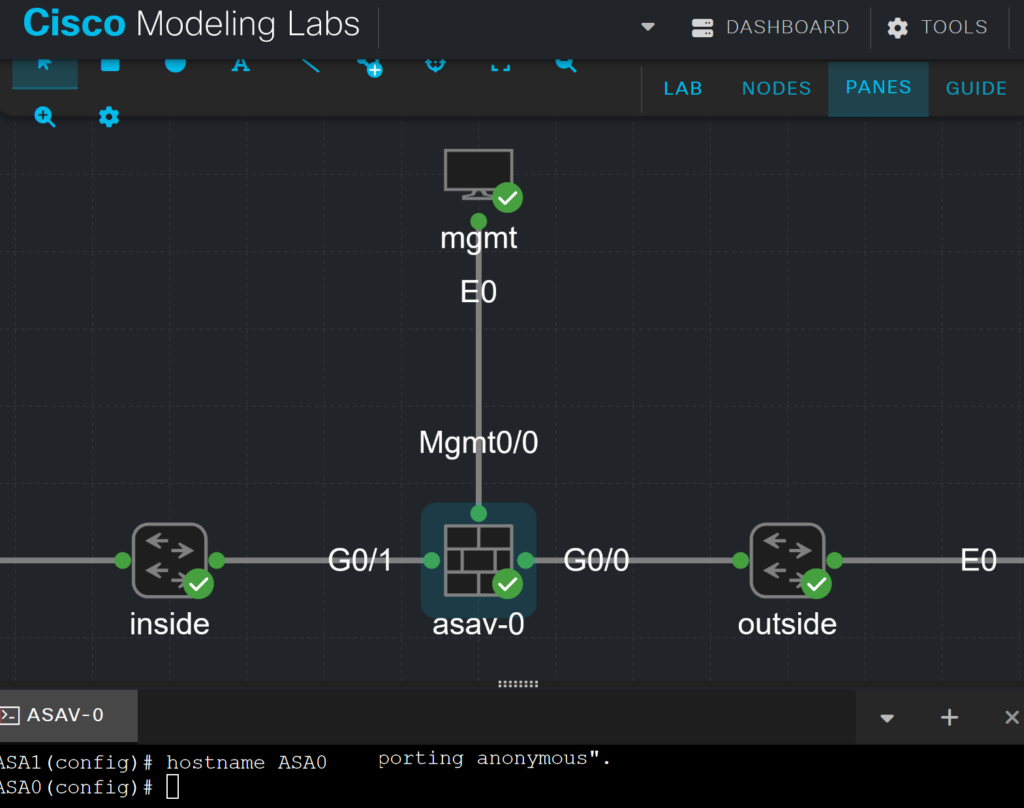 Cisco Modeling Labs
DASHBOARD
TOOLS
A
LAB
NODES
PANES
GUIDE
mgmt
E0
Mgmt0/0
G0/1
G0/0
E0
inside
asav-0
outside
ASAV-0
ASA1(config)# hostname ASA0
porting anonymous".
ASA0(config)#